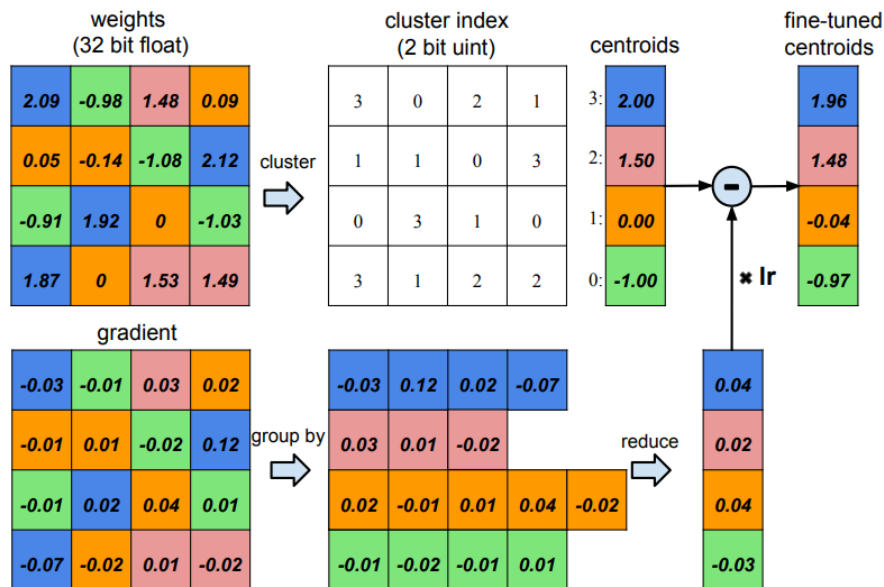 weights
(32 bit float)
cluster index
(2 bit uint)
centroids
fine-tuned
centroids
2.09 -0.98 1.48 0.09
0.05 -0.14 -1.08 2.12
-0.91 1.92 0 -1.03
1.87 0 1.53 1.49
cluster
3 0 2 1
1 1 0 3
0 3 1 0
3 1 2 2
3: 2.00
2: 1.50
1: 0.00
0: -1.00
-
× lr
1.96
1.48
-0.04
-0.97
gradient
-0.03 -0.01 0.03 0.02
-0.01 0.01 -0.02 0.12
-0.01 0.02 0.04 0.01
-0.07 -0.02 0.01 -0.02
group by
-0.03 0.12 0.02 -0.07
0.03 0.01 -0.02
0.02 -0.01 0.01 0.04 -0.02
-0.01 -0.02 -0.01 0.01
reduce
0.04
0.02
0.04
-0.03